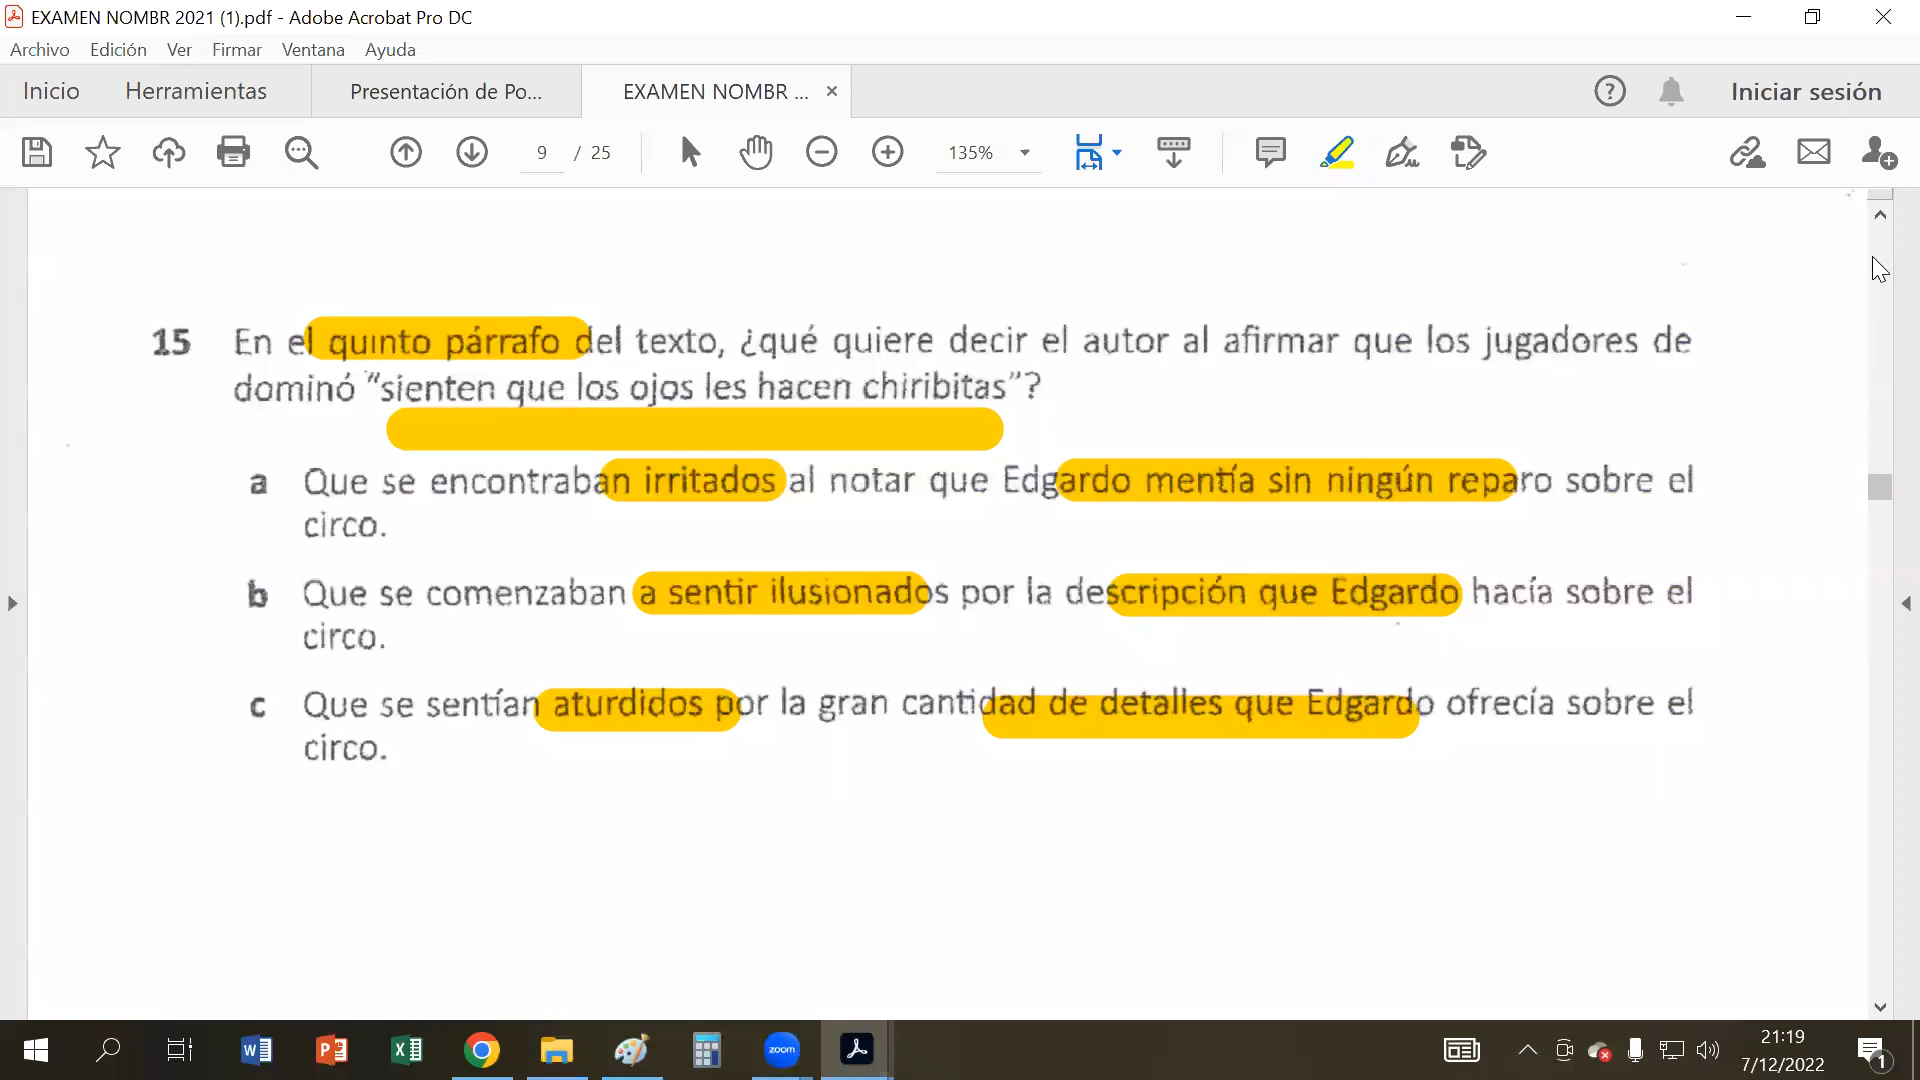 EXAMEN NOMBR 2021 (1).pdf - Adobe Acrobat Pro DC
Archivo Edición Ver Firmar Ventana Ayuda
Inicio Herramientas Presentación de Po... EXAMEN NOMBR ... × Iniciar sesión
9 / 25 135%
15 En el quinto párrafo del texto, ¿qué quiere decir el autor al afirmar que los jugadores de
dominó "sienten que los ojos les hacen chiribitas"?
a Que se encontraban irritados al notar que Edgardo mentía sin ningún reparo sobre el
circo.
b Que se comenzaban a sentir ilusionados por la descripción que Edgardo hacía sobre el
circo.
c Que se sentían aturdidos por la gran cantidad de detalles que Edgardo ofrecía sobre el
circo.
zoom
21:19
7/12/2022
1